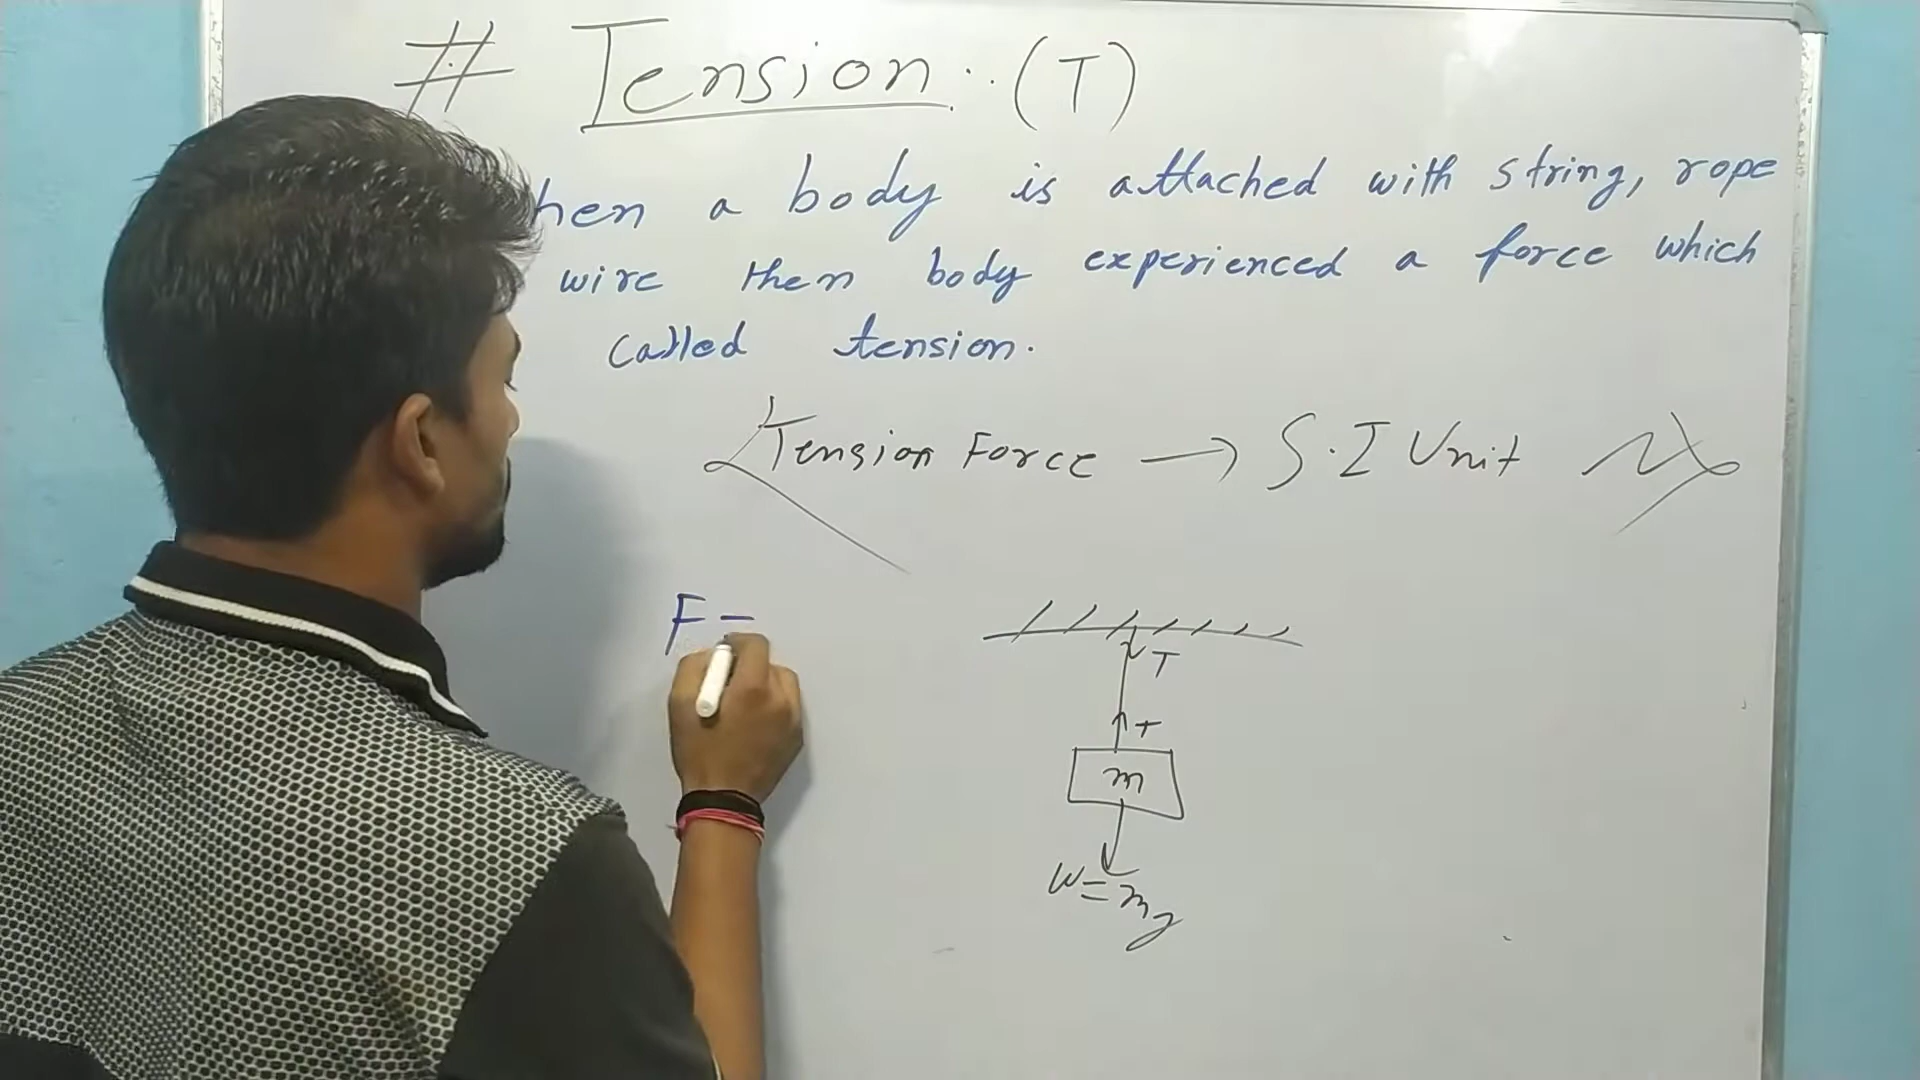 # Tension :- (T)
hen a body is attached with string, rope
wire then body experienced a force which
called tension.
Tension Force → S.I Unit N
F =
T
T
m
W = mg